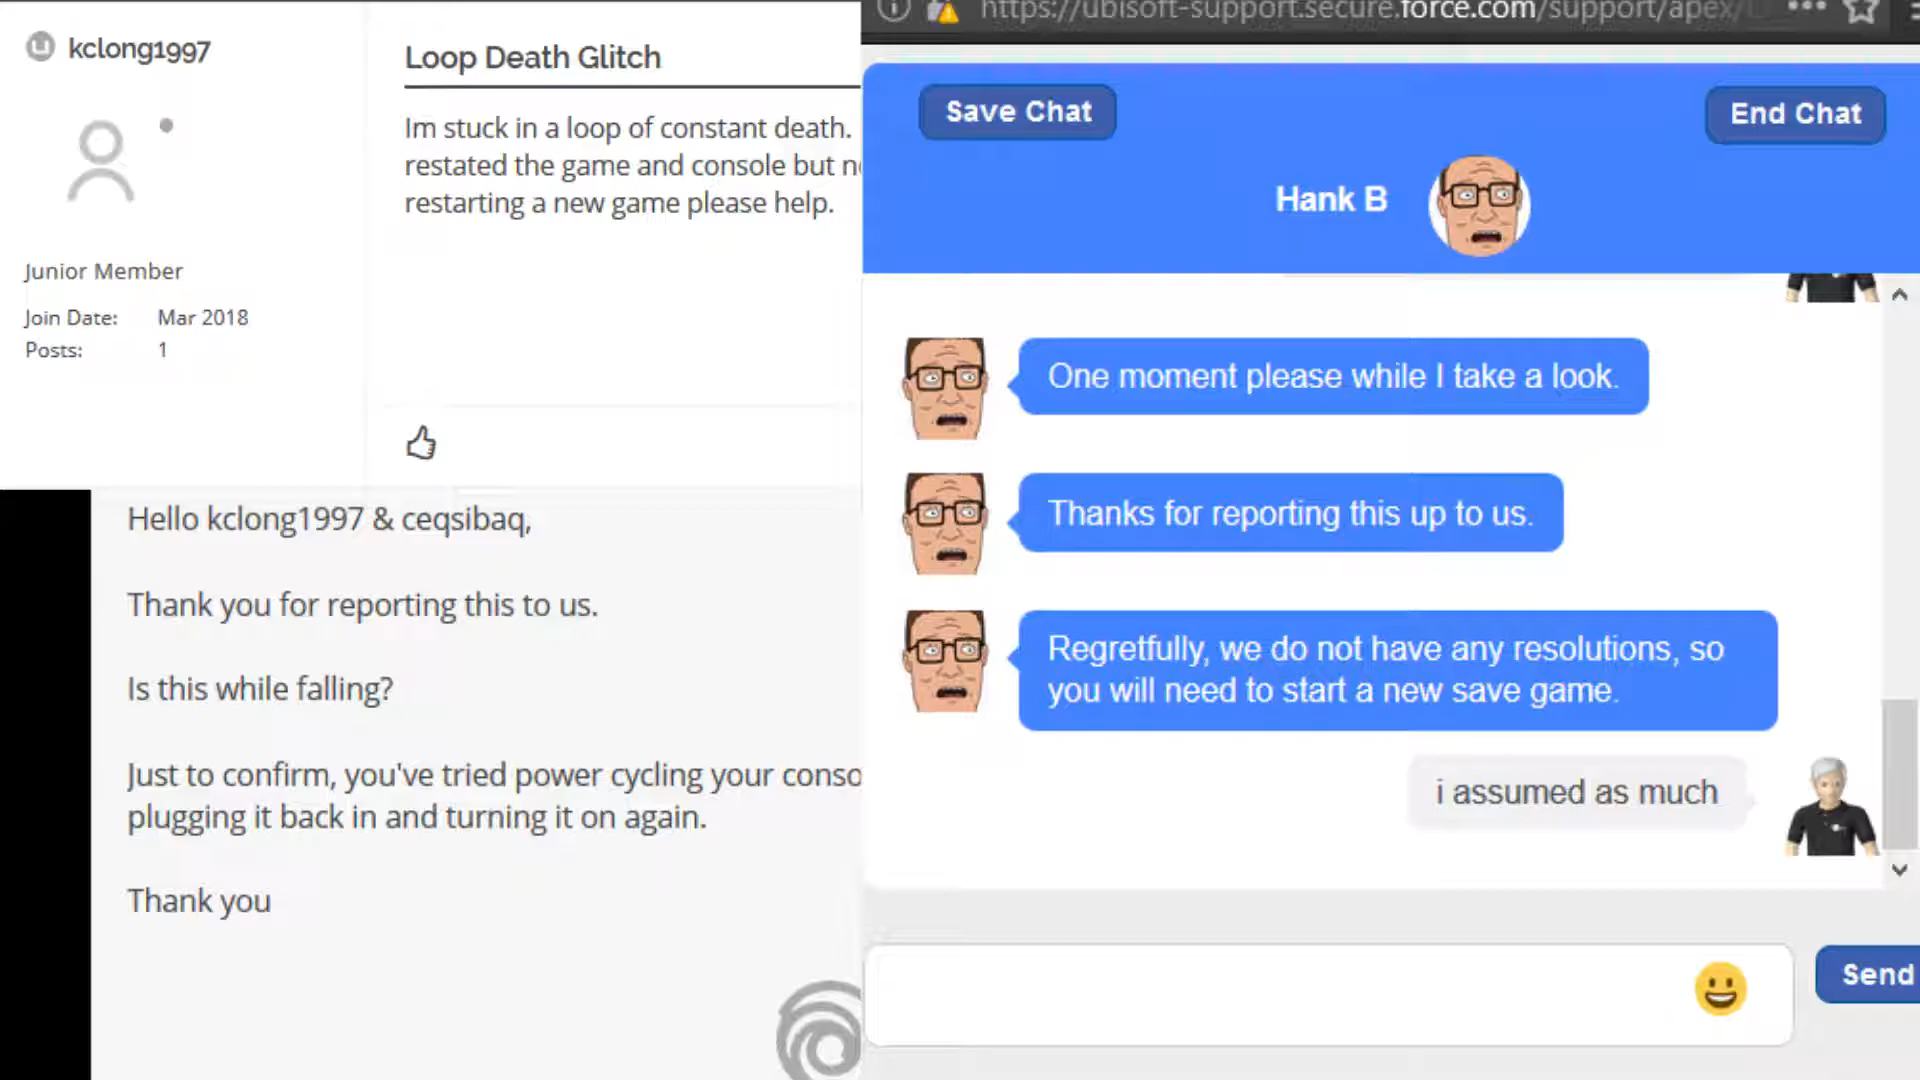 kclong1997
Junior Member
Join Date: Mar 2018
Posts: 1
Loop Death Glitch
Im stuck in a loop of constant death.
restated the game and console but
restarting a new game please help.
Hello kclong1997 & ceqsibaq,
Thank you for reporting this to us.
Is this while falling?
Just to confirm, you've tried power cycling your
plugging it back in and turning it on again.
Thank you
https://ubisoft-support.secure.force.com/support/apex/
Save Chat
End Chat
Hank B
One moment please while I take a look.
Thanks for reporting this up to us.
Regretfully, we do not have any resolutions, so
you will need to start a new save game.
i assumed as much
Send